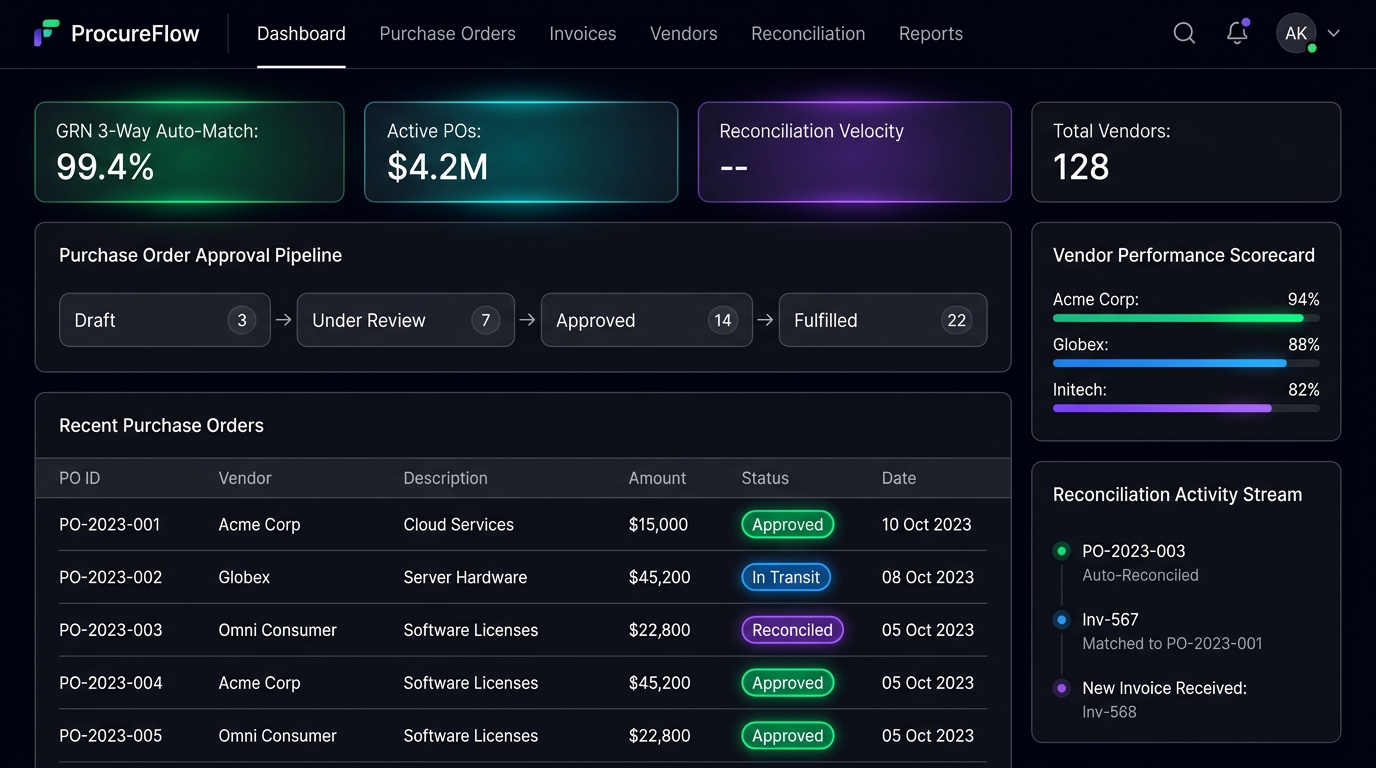 ProcureFlow
Dashboard Purchase Orders Invoices Vendors Reconciliation Reports
AK
GRN 3-Way Auto-Match:
99.4%
Active POs:
$4.2M
Reconciliation Velocity
--
Total Vendors:
128
Purchase Order Approval Pipeline
Draft 3 → Under Review 7 → Approved 14 → Fulfilled 22
Vendor Performance Scorecard
Acme Corp: 94%
Globex: 88%
Initech: 82%
Recent Purchase Orders
PO ID Vendor Description Amount Status Date
PO-2023-001 Acme Corp Cloud Services $15,000 Approved 10 Oct 2023
PO-2023-002 Globex Server Hardware $45,200 In Transit 08 Oct 2023
PO-2023-003 Omni Consumer Software Licenses $22,800 Reconciled 05 Oct 2023
PO-2023-004 Acme Corp Software Licenses $45,200 Approved 05 Oct 2023
PO-2023-005 Omni Consumer Software Licenses $22,800 Approved 05 Oct 2023
Reconciliation Activity Stream
PO-2023-003
Auto-Reconciled
Inv-567
Matched to PO-2023-001
New Invoice Received:
Inv-568